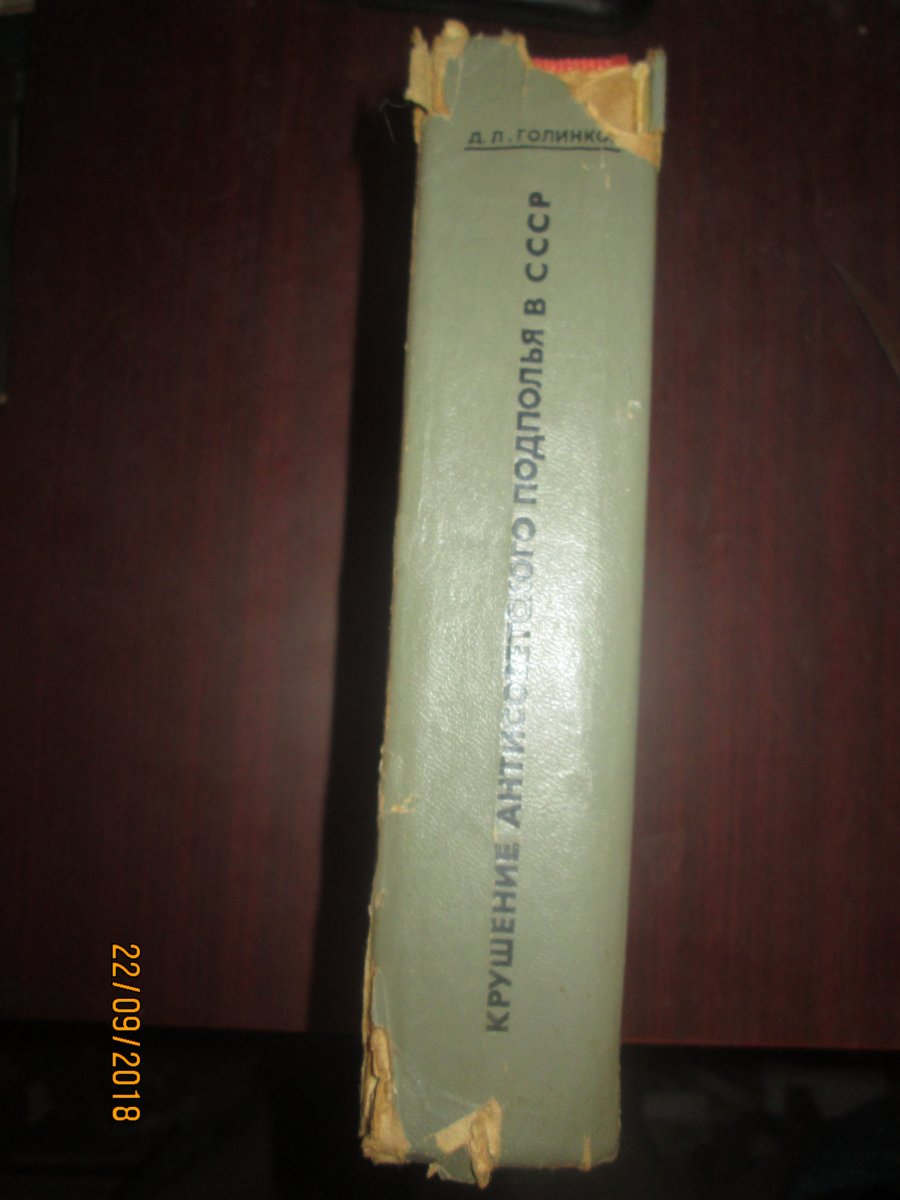 Д. Л. ГОЛИНКО
КРУШЕНИЕ АНТИСОВЕТСКОГО ПОДПОЛЬЯ В СССР
22/09/2018